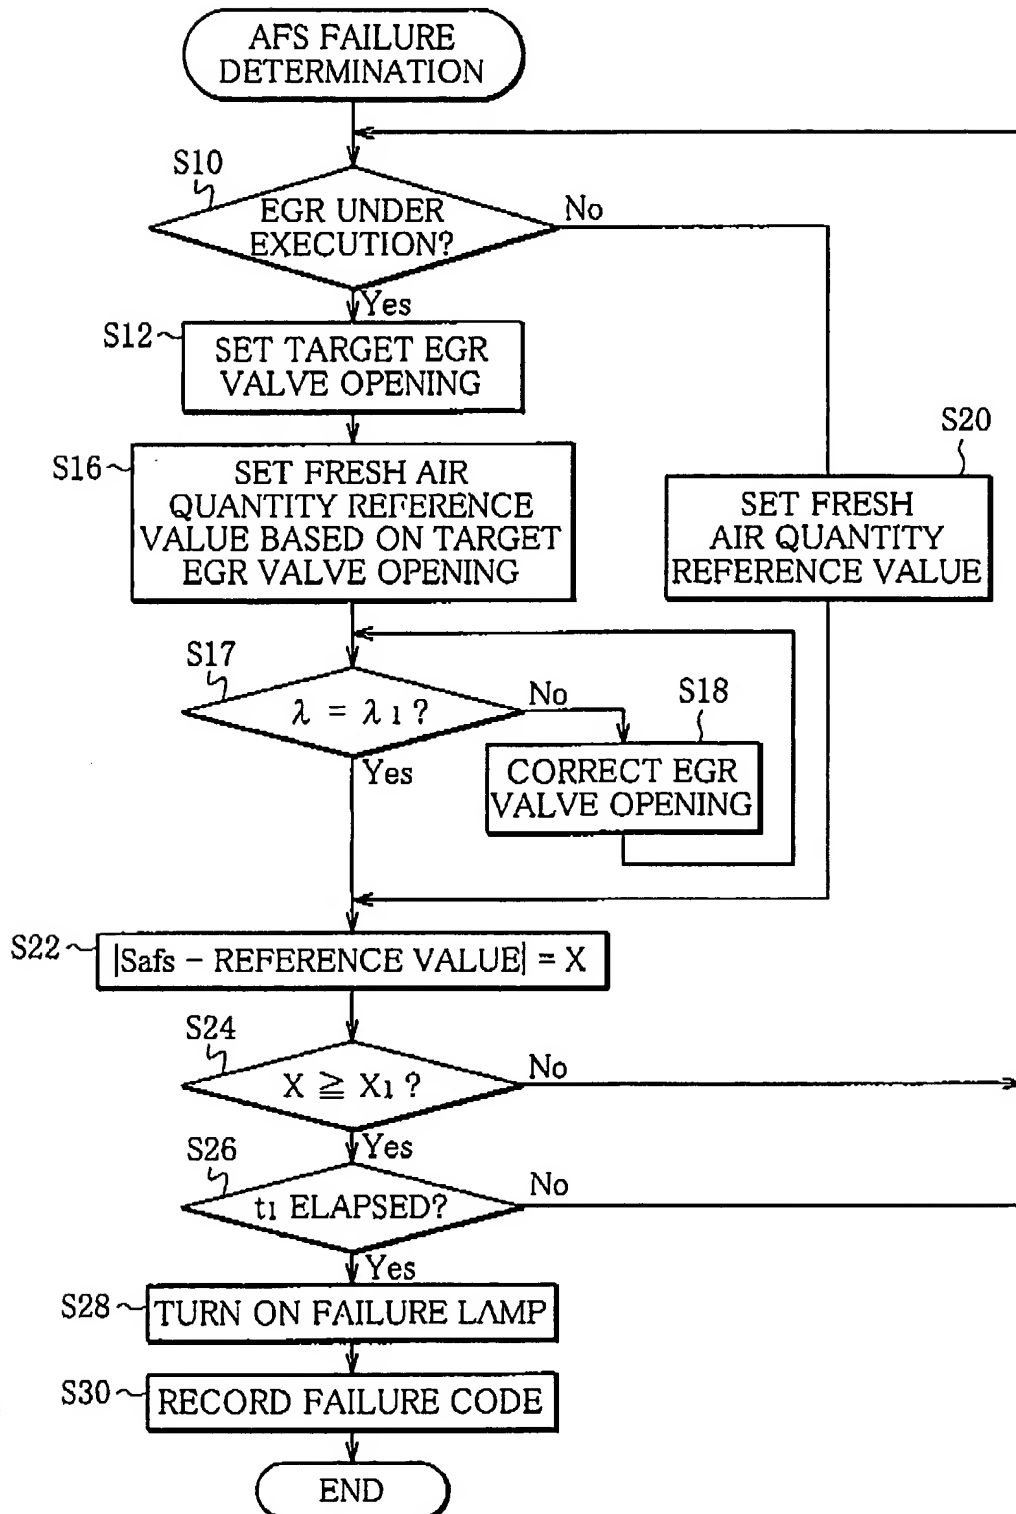 AFS FAILURE
DETERMINATION
S10
EGR UNDER
EXECUTION?
No
Yes
S12
SET TARGET EGR
VALVE OPENING
S16
SET FRESH AIR
QUANTITY REFERENCE
VALUE BASED ON TARGET
EGR VALVE OPENING
S20
SET FRESH
AIR QUANTITY
REFERENCE VALUE
S17
λ = λ1 ?
No
Yes
S18
CORRECT EGR
VALVE OPENING
S22
|Safs - REFERENCE VALUE| = X
S24
X ≧ X1 ?
No
Yes
S26
t1 ELAPSED?
No
Yes
S28
TURN ON FAILURE LAMP
S30
RECORD FAILURE CODE
END